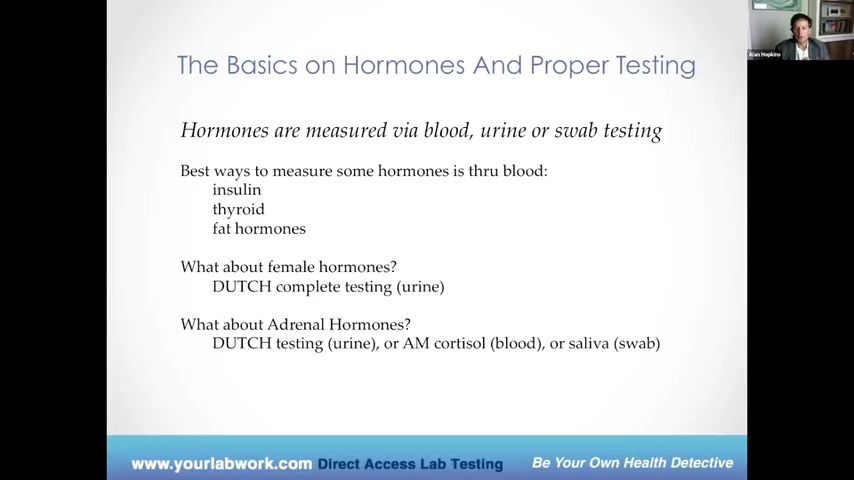 The Basics on Hormones And Proper Testing
Hormones are measured via blood, urine or swab testing
Best ways to measure some hormones is thru blood:
insulin
thyroid
fat hormones
What about female hormones?
DUTCH complete testing (urine)
What about Adrenal Hormones?
DUTCH testing (urine), or AM cortisol (blood), or saliva (swab)
www.yourlabwork.com Direct Access Lab Testing Be Your Own Health Detective
Alan Hopkins